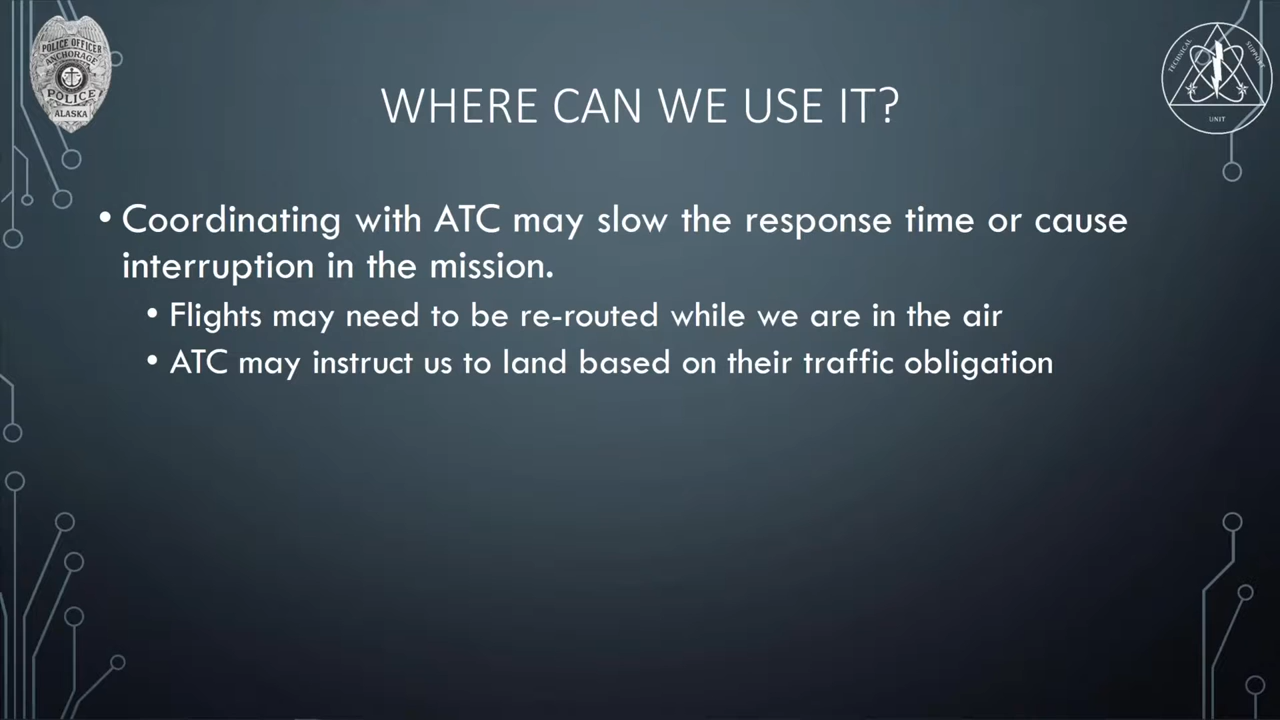 POLICE OFFICER
ANCHORAGE
POLICE
ALASKA
TECHNICAL SUPPORT
UNIT
WHERE CAN WE USE IT?
• Coordinating with ATC may slow the response time or cause
interruption in the mission.
• Flights may need to be re-routed while we are in the air
• ATC may instruct us to land based on their traffic obligation